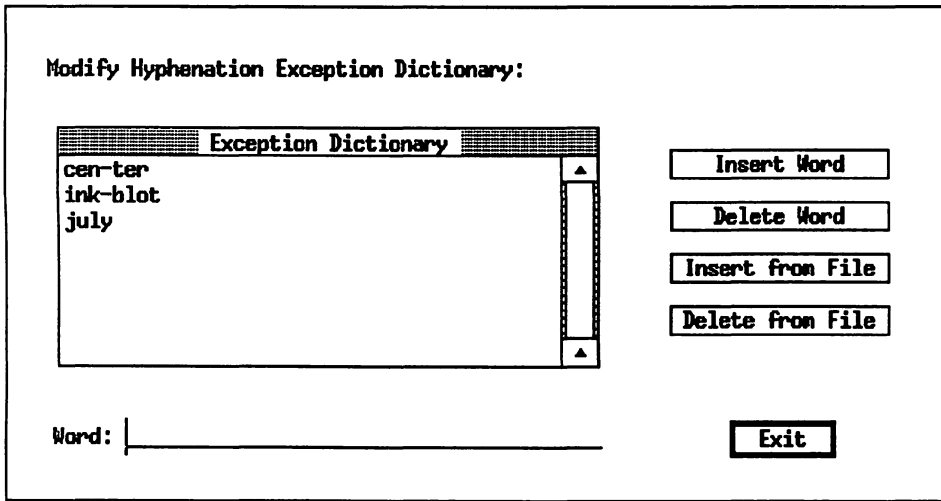 Modify Hyphenation Exception Dictionary:
Exception Dictionary
cen-ter
ink-blot
july
Insert Word
Delete Word
Insert from File
Delete from File
Word:
Exit